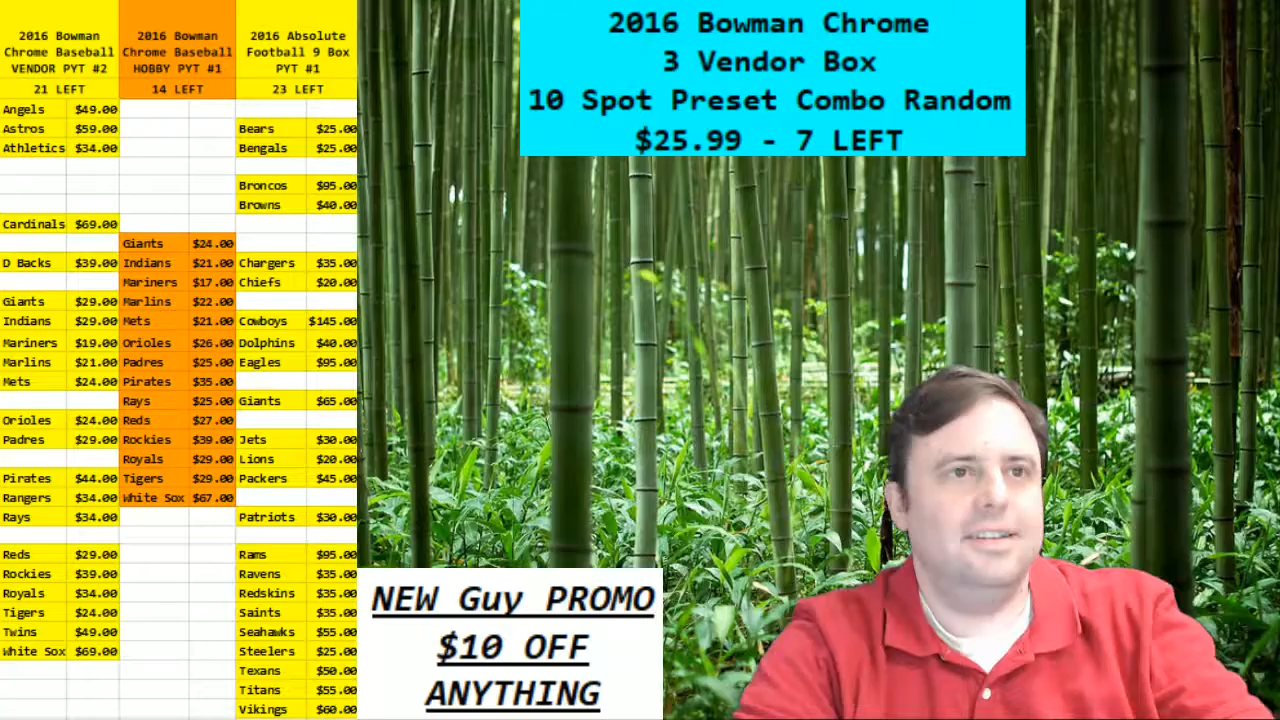 2016 Bowman
Chrome Baseball
VENDOR PYT #2
21 LEFT
Angels $49.00
Astros $59.00
Athletics $34.00
Cardinals $69.00
D Backs $39.00
Giants $29.00
Indians $29.00
Mariners $19.00
Marlins $21.00
Mets $24.00
Orioles $24.00
Padres $29.00
Pirates $44.00
Rangers $34.00
Rays $34.00
Reds $29.00
Rockies $39.00
Royals $34.00
Tigers $24.00
Twins $49.00
White Sox $69.00
2016 Bowman
Chrome Baseball
HOBBY PYT #1
14 LEFT
Giants $24.00
Indians $21.00
Mariners $17.00
Marlins $22.00
Mets $21.00
Orioles $26.00
Padres $25.00
Pirates $35.00
Rays $25.00
Reds $27.00
Rockies $39.00
Royals $29.00
Tigers $29.00
White Sox $67.00
2016 Absolute
Football 9 Box
PYT #1
23 LEFT
Bears $25.00
Bengals $25.00
Broncos $95.00
Browns $40.00
Chargers $35.00
Chiefs $20.00
Cowboys $145.00
Dolphins $40.00
Eagles $95.00
Giants $65.00
Jets $30.00
Lions $20.00
Packers $45.00
Patriots $30.00
Rams $95.00
Ravens $35.00
Redskins $35.00
Saints $35.00
Seahawks $55.00
Steelers $25.00
Texans $50.00
Titans $55.00
Vikings $60.00
2016 Bowman Chrome
3 Vendor Box
10 Spot Preset Combo Random
$25.99 - 7 LEFT
NEW Guy PROMO
$10 OFF
ANYTHING